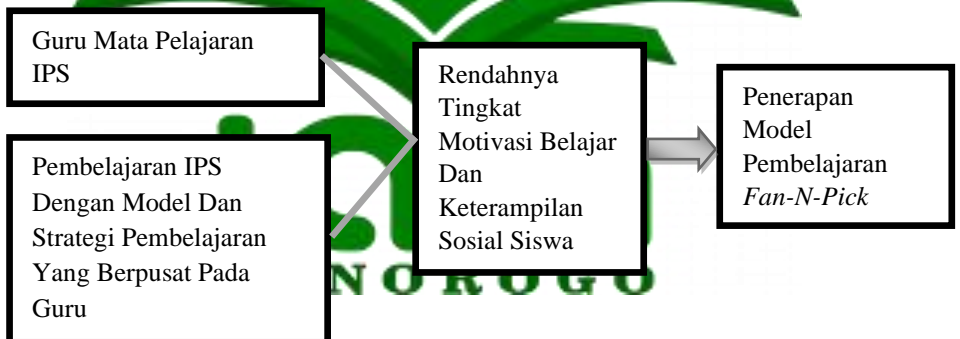 Guru Mata Pelajaran
IPS
Pembelajaran IPS
Dengan Model Dan
Strategi Pembelajaran
Yang Berpusat Pada
Guru
Rendahnya
Tingkat
Motivasi Belajar
Dan
Keterampilan
Sosial Siswa
Penerapan
Model
Pembelajaran
Fan-N-Pick
NOROGO